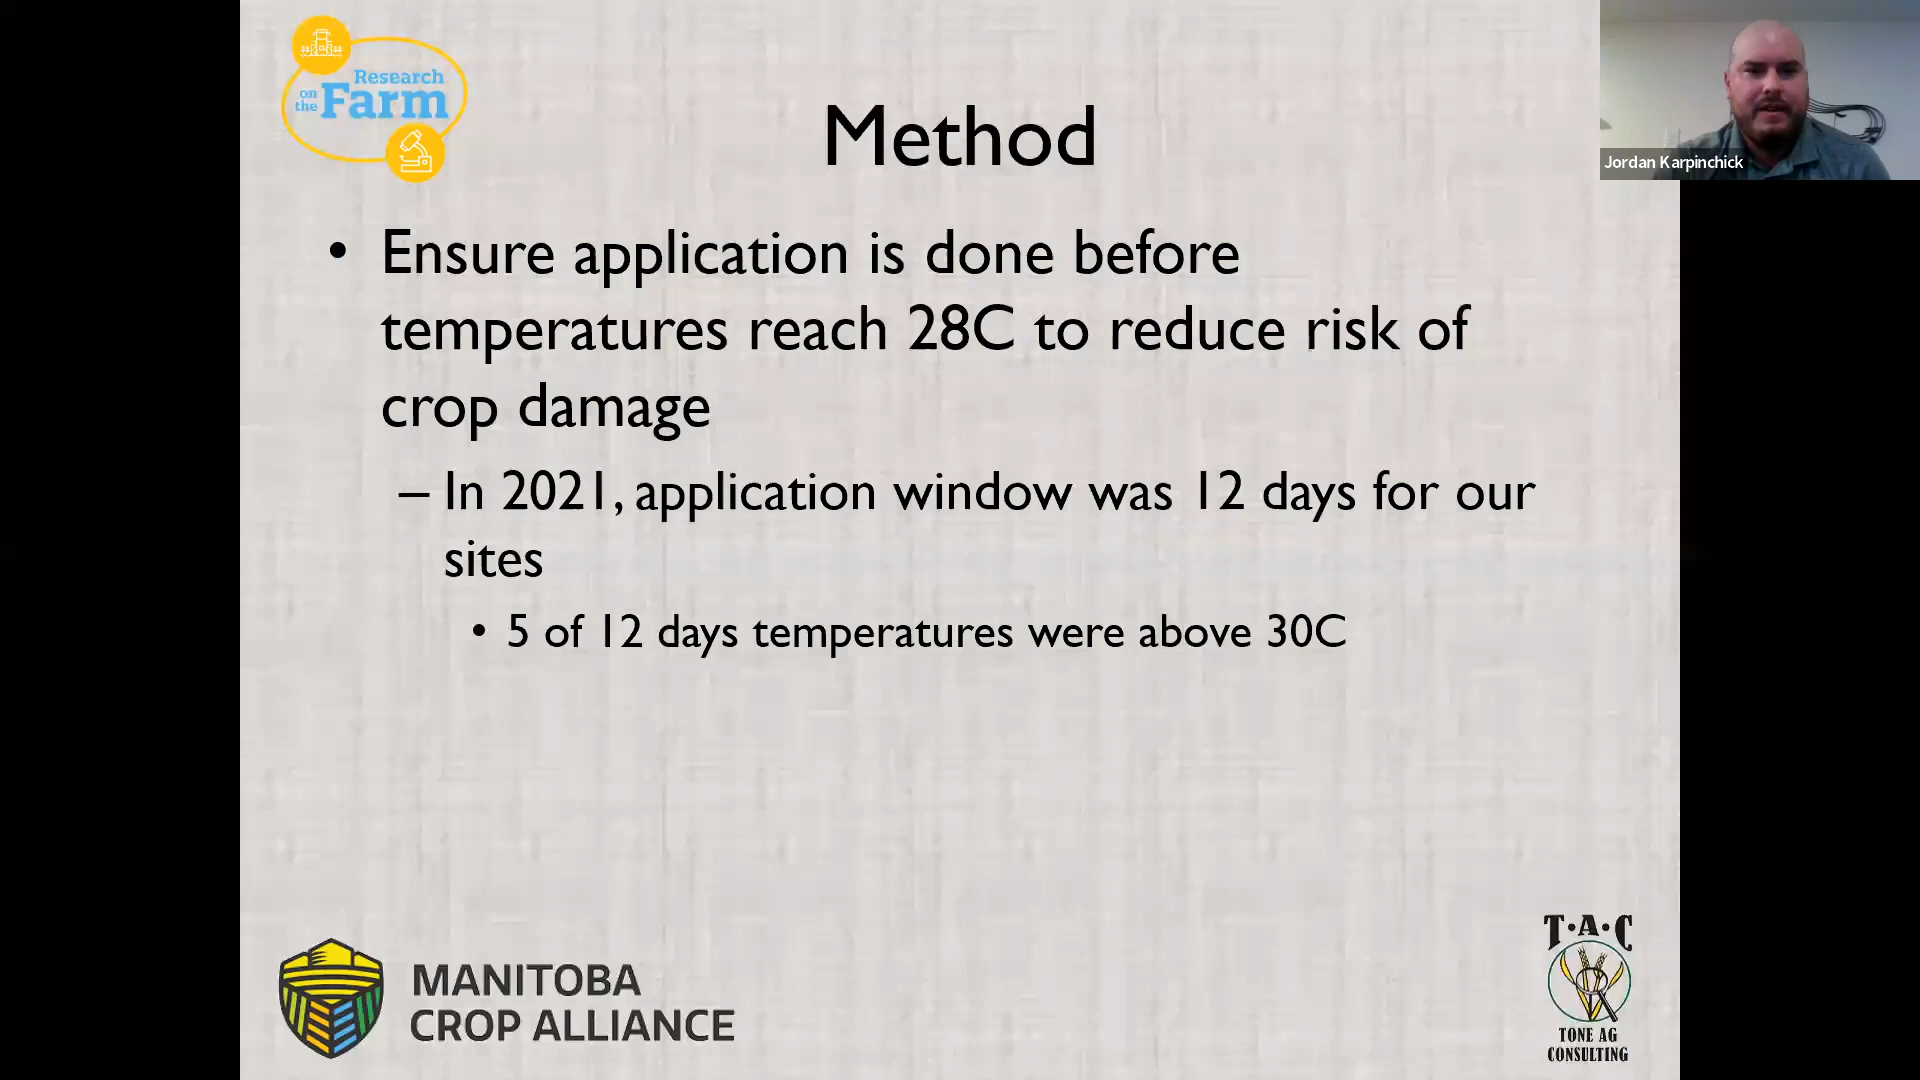 Research
on
the Farm
Jordan Karpinchick
Method
• Ensure application is done before
temperatures reach 28C to reduce risk of
crop damage
– In 2021, application window was 12 days for our
sites
• 5 of 12 days temperatures were above 30C
MANITOBA
CROP ALLIANCE
T·A·C
TONE AG
CONSULTING